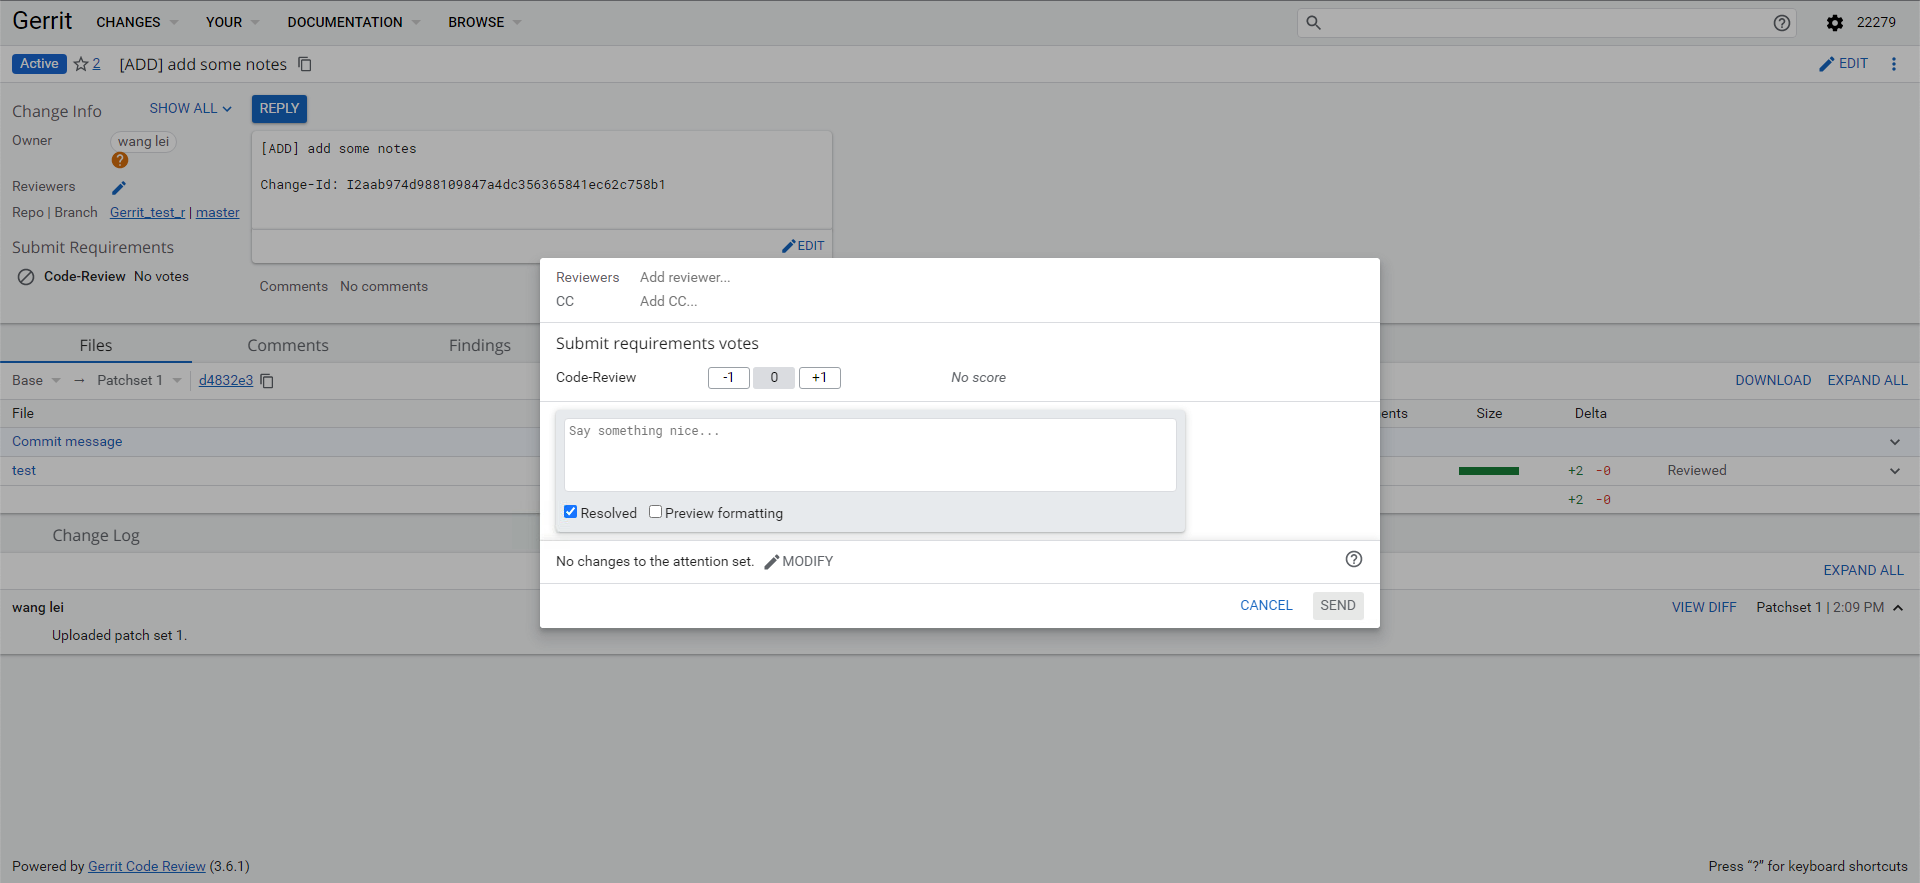 Gerrit CHANGES YOUR DOCUMENTATION BROWSE 22279
Active 2 [ADD] add some notes EDIT
Change Info SHOW ALL REPLY
Owner wang lei
[ADD] add some notes
Change-Id: I2aab974d988109847a4dc356365841ec62c758b1
Reviewers
Repo | Branch Gerrit_test_r | master
Submit Requirements
EDIT
Code-Review No votes
Comments No comments
Reviewers Add reviewer...
CC Add CC...
Submit requirements votes
Code-Review -1 0 +1 No score
Say something nice...
Resolved Preview formatting
No changes to the attention set. MODIFY
CANCEL SEND
Files Comments Findings
Base → Patchset 1 d4832e3 DOWNLOAD EXPAND ALL
File ents Size Delta
Commit message
test +2 -0 Reviewed
+2 -0
Change Log
EXPAND ALL
wang lei VIEW DIFF Patchset 1 | 2:09 PM
Uploaded patch set 1.
Powered by Gerrit Code Review (3.6.1) Press “?” for keyboard shortcuts